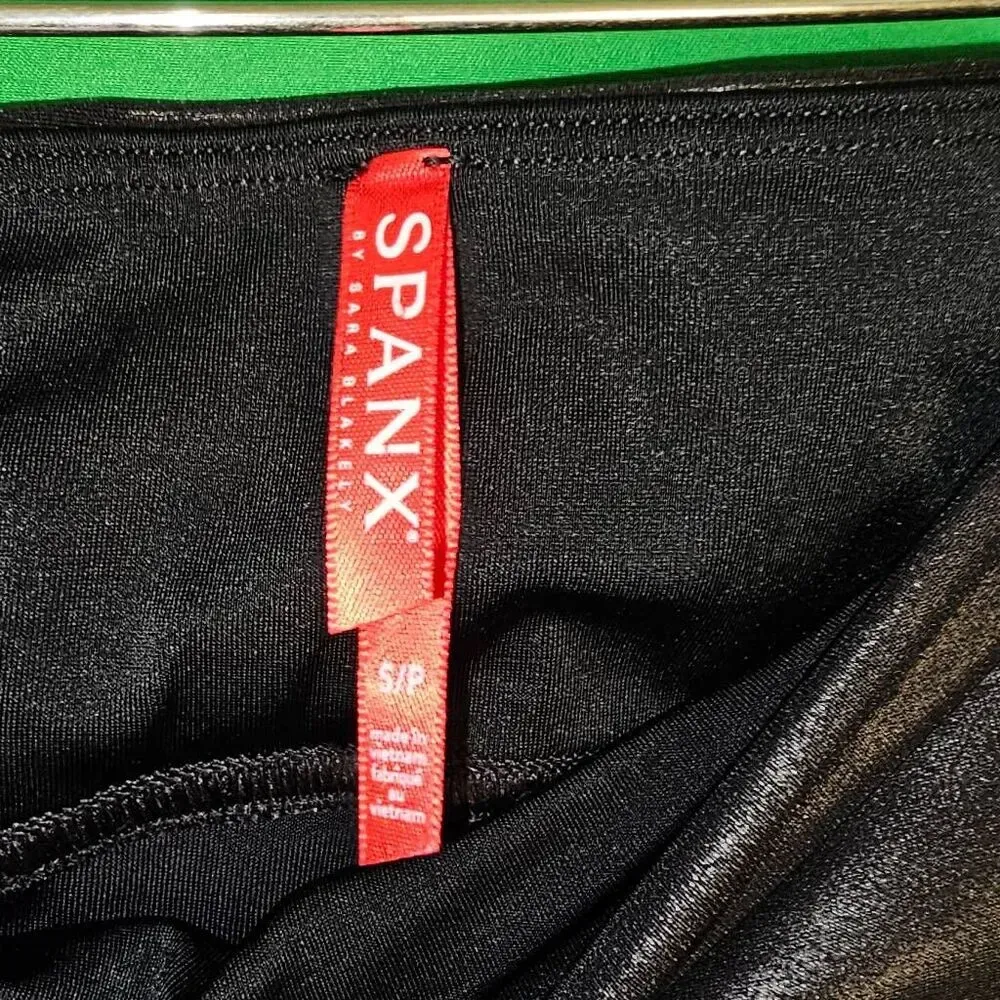 SPANX®
BY SARA BLAKELY
S/P
made in
vietnam
fabriqué
au
vietnam